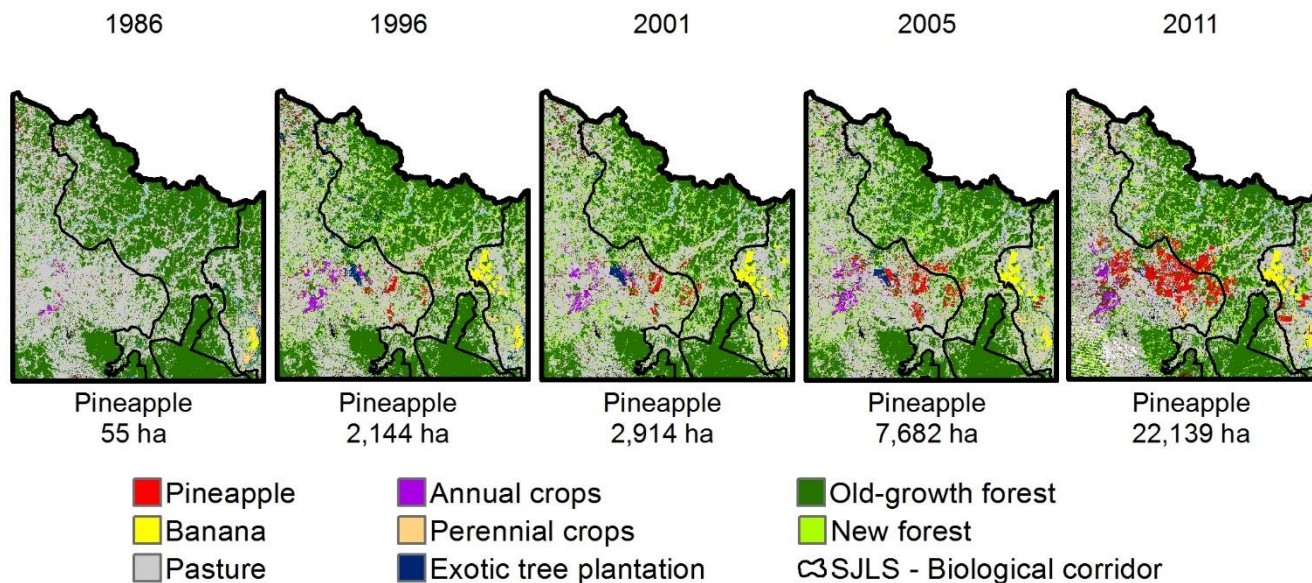 1986 1996 2001 2005 2011
Pineapple Pineapple Pineapple Pineapple Pineapple
55 ha 2,144 ha 2,914 ha 7,682 ha 22,139 ha
Pineapple Annual crops Old-growth forest
Banana Perennial crops New forest
Pasture Exotic tree plantation SJLS - Biological corridor